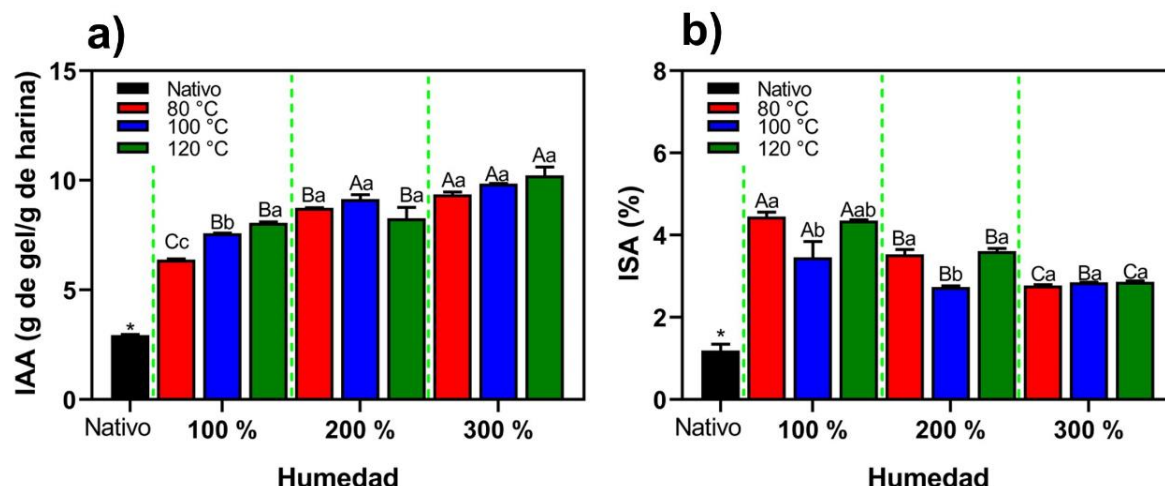 a)
IAA (g de gel/g de harina)
15
10
5
0
Nativo
80 °C
100 °C
120 °C
*
Cc
Bb
Ba
Ba
Aa
Ba
Aa
Aa
Aa
Nativo
100 %
200 %
300 %
Humedad
b)
ISA (%)
8
6
4
2
0
Nativo
80 °C
100 °C
120 °C
*
Aa
Ab
Aab
Ba
Bb
Ba
Ca
Ba
Ca
Nativo
100 %
200 %
300 %
Humedad